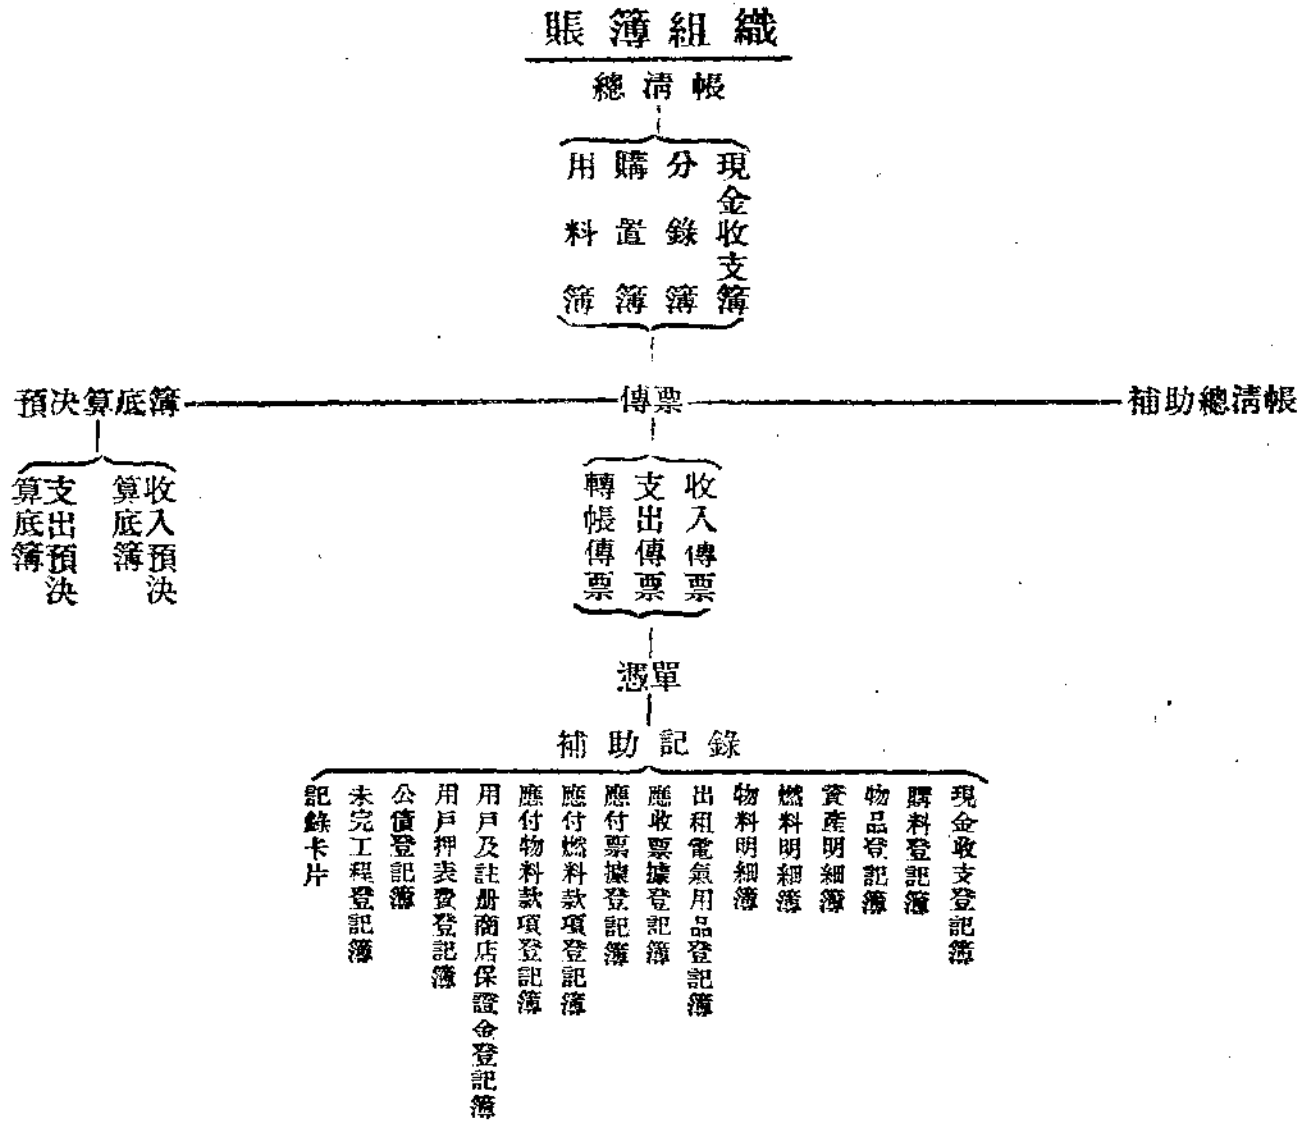 賬簿組織
總清帳
現金收支簿
分錄簿
購置簿
用料簿
預決算底簿
傳票
補助總清帳
收入傳票
支出傳票
轉帳傳票
收入預決
算底簿
支出預決
算底簿
憑單
補助記錄
現金收支登記簿
購料登記簿
物品登記簿
資產明細簿
燃料明細簿
物料明細簿
出租電氣用品登記簿
應收票據登記簿
應付票據登記簿
應付燃料款項登記簿
應付物料款項登記簿
用戶及註册商店保證金登記簿
用戶押表費登記簿
公債登記簿
未完工程登記簿
記錄卡片